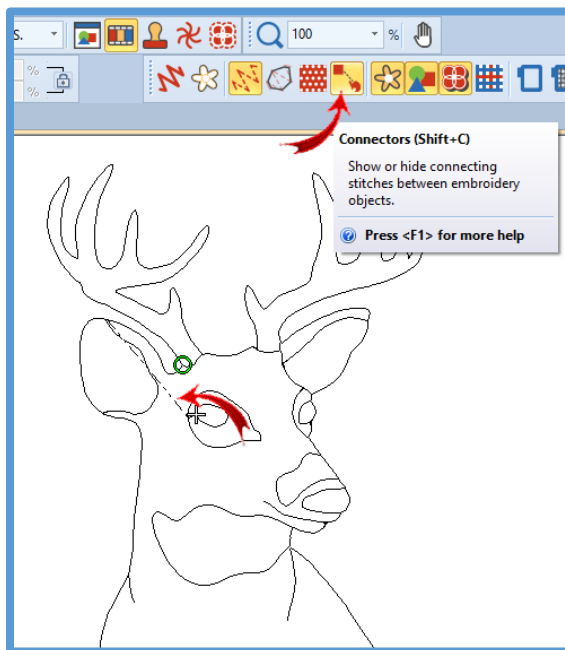 S.
100
%
%
%
Connectors (Shift+C)
Show or hide connecting
stitches between embroidery
objects.
Press <F1> for more help